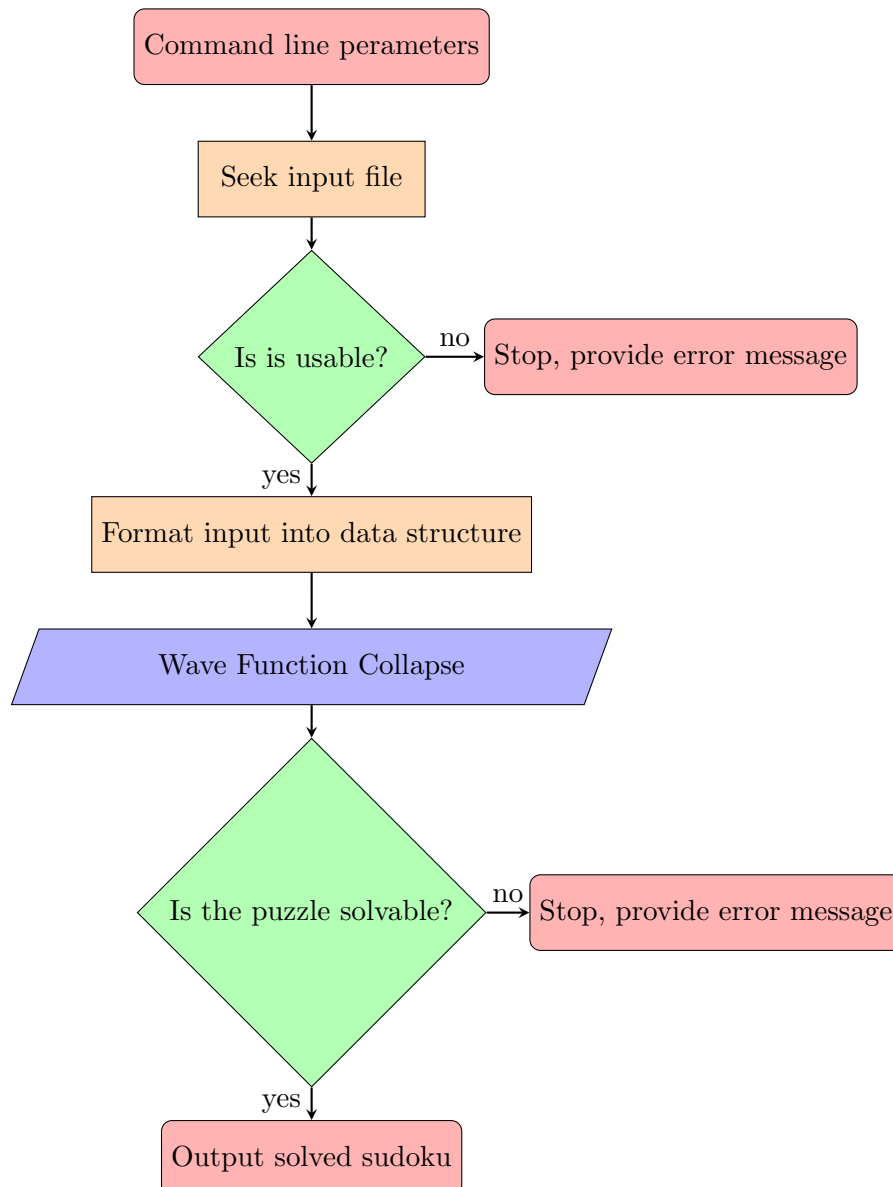 Command line perameters
Seek input file
Is is usable?
no
Stop, provide error message
yes
Format input into data structure
Wave Function Collapse
Is the puzzle solvable?
no
Stop, provide error message
yes
Output solved sudoku